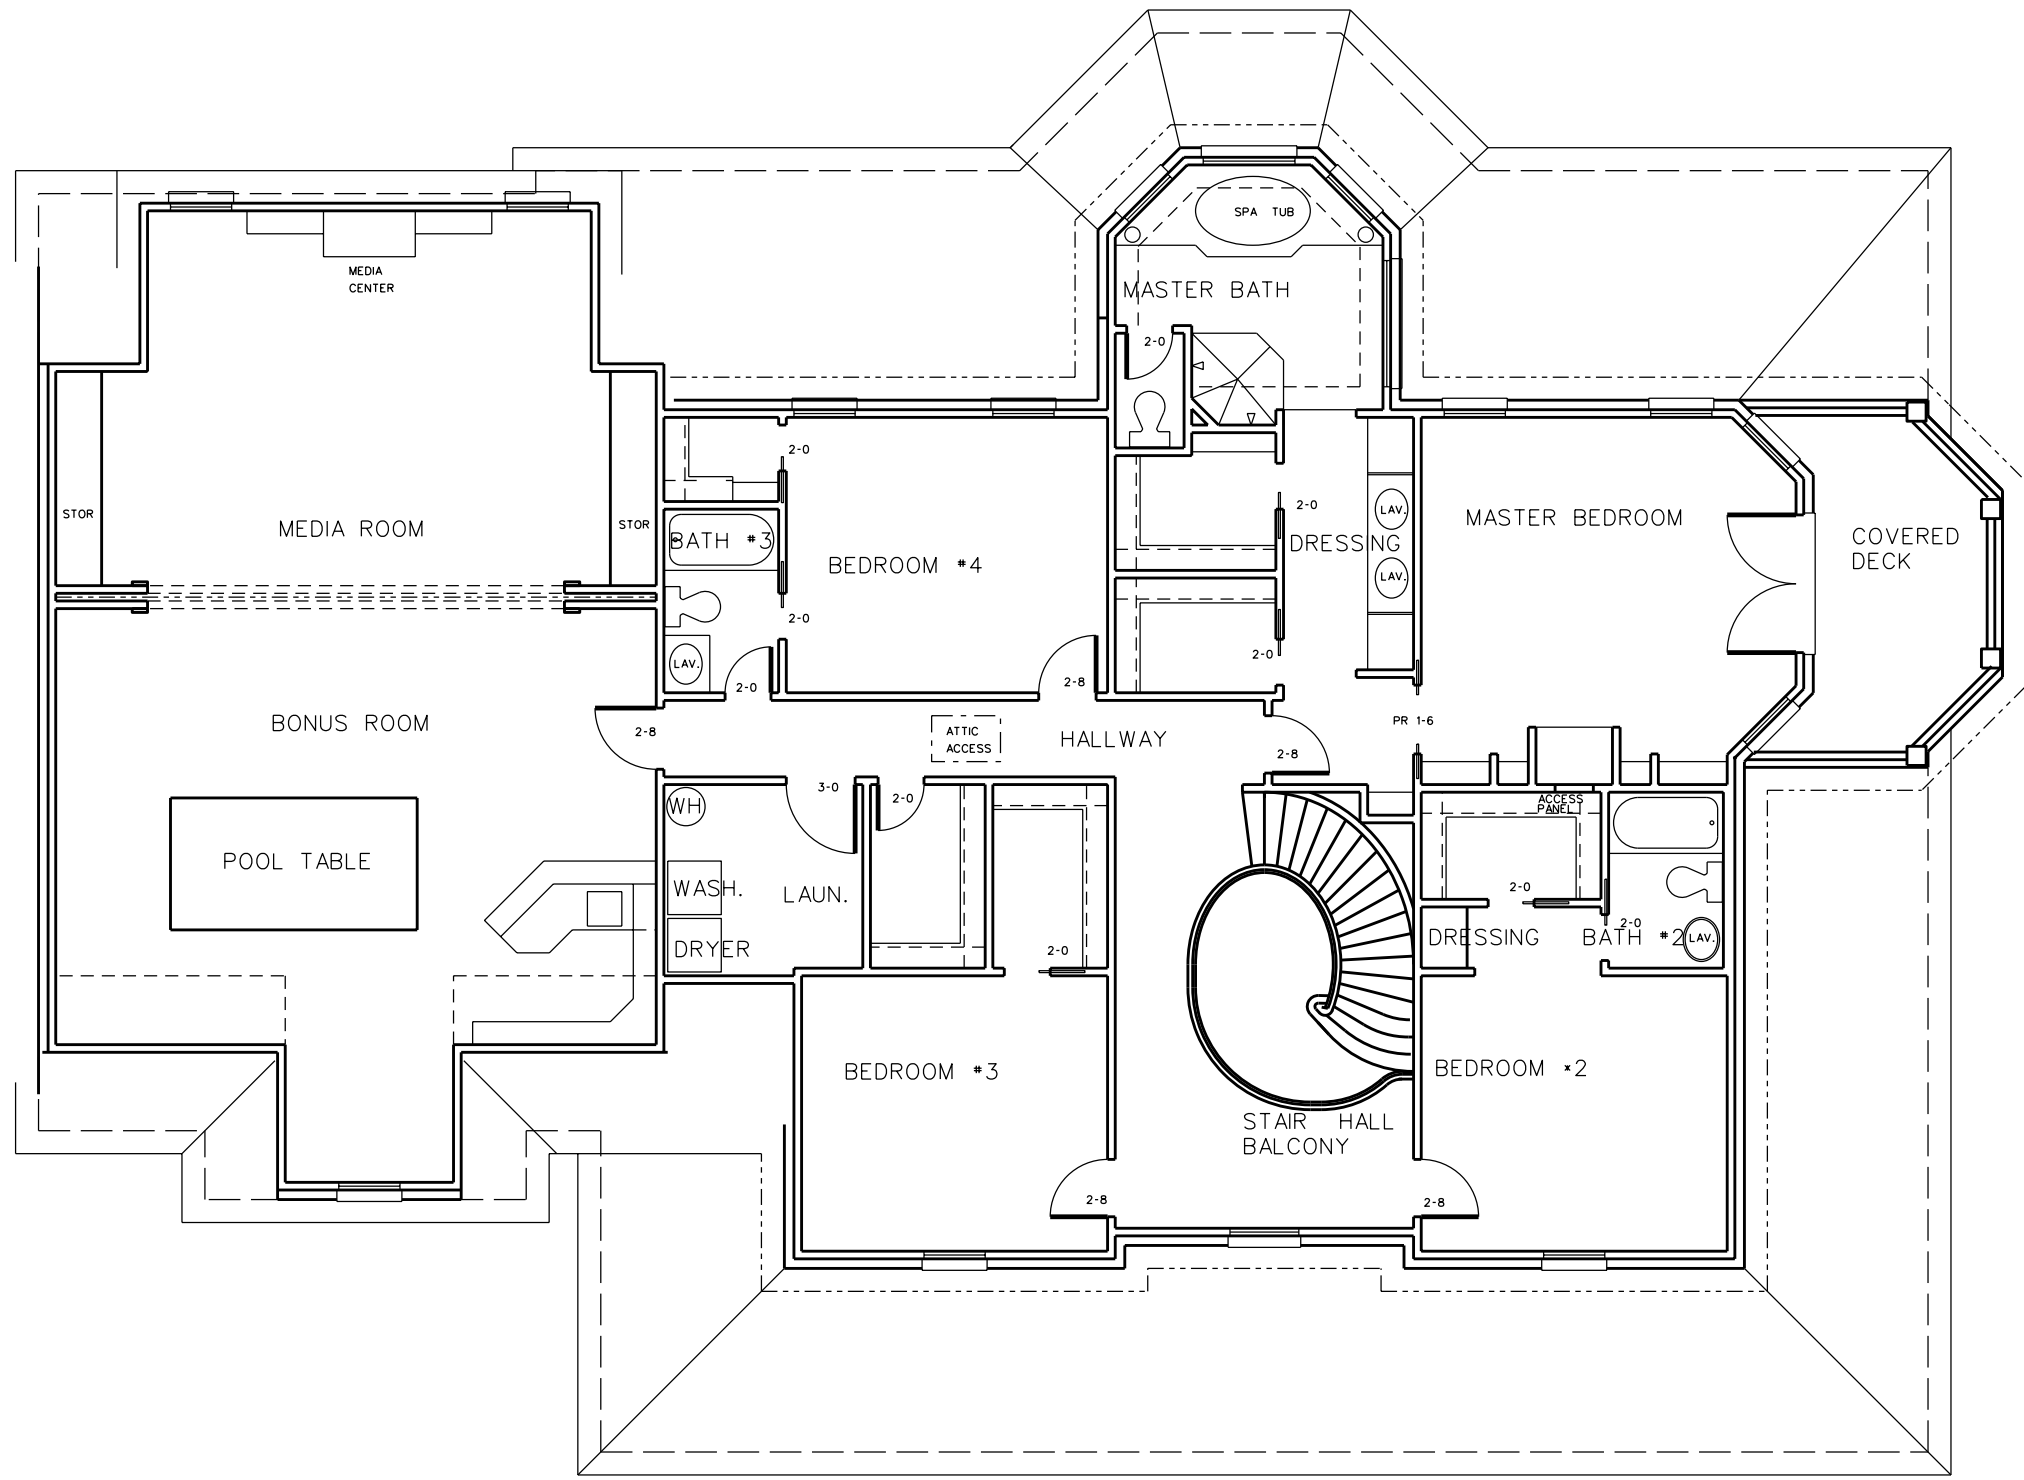 SPA TUB
MEDIA
CENTER
MASTER BATH
2-0
2-0
STOR
MEDIA ROOM
STOR
BATH #3
BEDROOM #4
2-0
DRESSING
LAV.
LAV.
MASTER BEDROOM
COVERED
DECK
2-0
LAV.
2-0
2-8
2-0
BONUS ROOM
2-8
ATTIC
ACCESS
HALLWAY
2-8
PR 1-6
WH
3-0
2-0
ACCESS
PANEL
POOL TABLE
WASH.
LAUN.
DRYER
2-0
2-0
DRESSING
2-0
BATH #2
LAV.
BEDROOM #3
BEDROOM *2
STAIR HALL
BALCONY
2-8
2-8